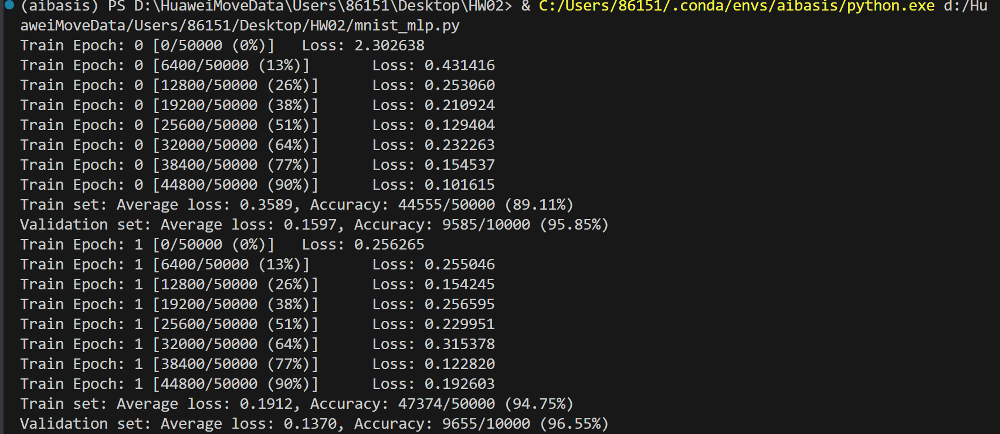 (aibasis) PS D:\HuaweiMoveData\Users\86151\Desktop\HW02> & C:/Users/86151/.conda/envs/aibasis/python.exe d:/Hu
aweiMoveData/Users/86151/Desktop/HW02/mnist_mlp.py
Train Epoch: 0 [0/50000 (0%)]	Loss: 2.302638
Train Epoch: 0 [6400/50000 (13%)]	Loss: 0.431416
Train Epoch: 0 [12800/50000 (26%)]	Loss: 0.253060
Train Epoch: 0 [19200/50000 (38%)]	Loss: 0.210924
Train Epoch: 0 [25600/50000 (51%)]	Loss: 0.129404
Train Epoch: 0 [32000/50000 (64%)]	Loss: 0.232263
Train Epoch: 0 [38400/50000 (77%)]	Loss: 0.154537
Train Epoch: 0 [44800/50000 (90%)]	Loss: 0.101615
Train set: Average loss: 0.3589, Accuracy: 44555/50000 (89.11%)
Validation set: Average loss: 0.1597, Accuracy: 9585/10000 (95.85%)
Train Epoch: 1 [0/50000 (0%)]	Loss: 0.256265
Train Epoch: 1 [6400/50000 (13%)]	Loss: 0.255046
Train Epoch: 1 [12800/50000 (26%)]	Loss: 0.154245
Train Epoch: 1 [19200/50000 (38%)]	Loss: 0.256595
Train Epoch: 1 [25600/50000 (51%)]	Loss: 0.229951
Train Epoch: 1 [32000/50000 (64%)]	Loss: 0.315378
Train Epoch: 1 [38400/50000 (77%)]	Loss: 0.122820
Train Epoch: 1 [44800/50000 (90%)]	Loss: 0.192603
Train set: Average loss: 0.1912, Accuracy: 47374/50000 (94.75%)
Validation set: Average loss: 0.1370, Accuracy: 9655/10000 (96.55%)